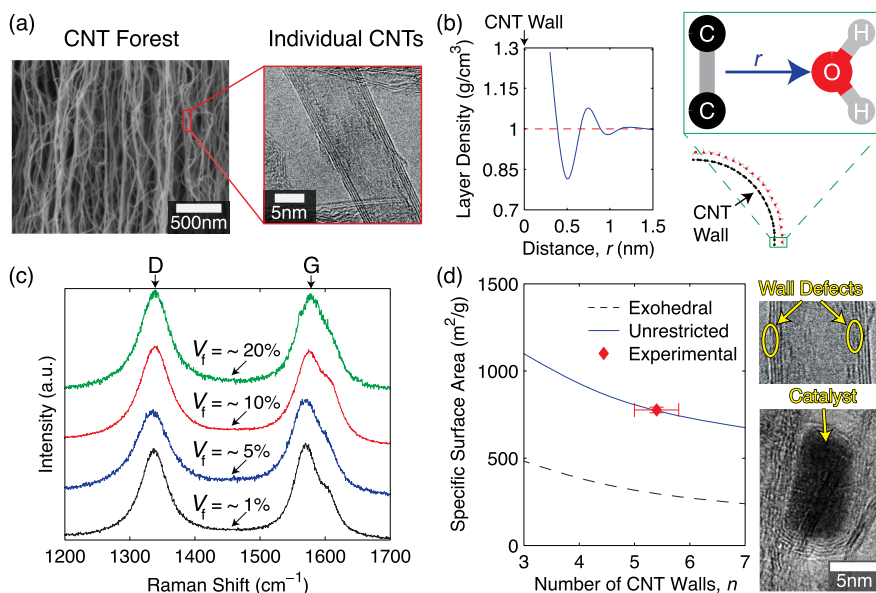 (a)
CNT Forest
Individual CNTs
500nm
5nm
(b)
CNT Wall
Layer Density (g/cm³)
1.3
1.15
1
0.85
0.7
0
0.5
1
1.5
Distance, r (nm)
C
C
r
O
H
H
CNT
Wall
(c)
D
G
Intensity (a.u.)
Vf = ~ 20%
Vf = ~ 10%
Vf = ~ 5%
Vf = ~ 1%
1200
1300
1400
1500
1600
1700
Raman Shift (cm⁻¹)
(d)
Specific Surface Area (m²/g)
1500
1000
500
0
3
4
5
6
7
Number of CNT Walls, n
Exohedral
Unrestricted
Experimental
Wall Defects
Catalyst
5nm